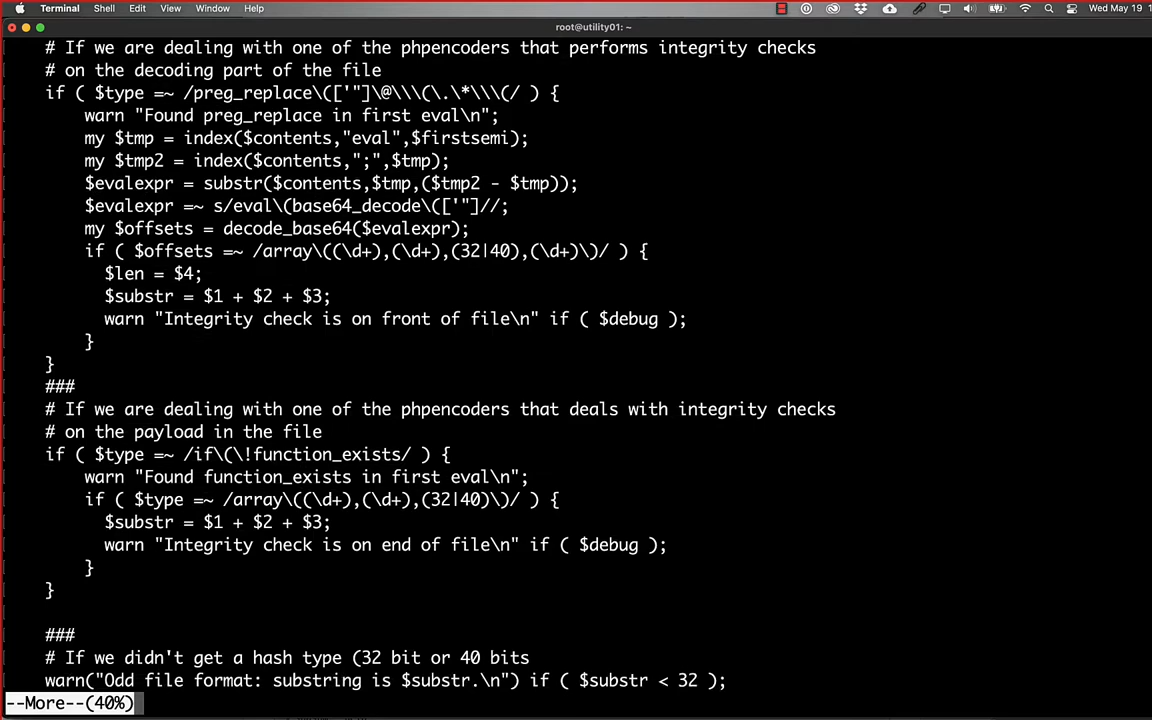 Terminal Shell Edit View Window Help Wed May 19 1
root@utility01: ~
# If we are dealing with one of the phpencoders that performs integrity checks
# on the decoding part of the file
if ( $type =~ /preg_replace\(['"]\@\\\(\.\*\\\(/ ) {
warn "Found preg_replace in first eval\n";
my $tmp = index($contents,"eval",$firstsemi);
my $tmp2 = index($contents,";",$tmp);
$evalexpr = substr($contents,$tmp,($tmp2 - $tmp));
$evalexpr =~ s/eval\(base64_decode\(['"]//;
my $offsets = decode_base64($evalexpr);
if ( $offsets =~ /array\((\d+),(\d+),(32|40),(\d+)\)/ ) {
$len = $4;
$substr = $1 + $2 + $3;
warn "Integrity check is on front of file\n" if ( $debug );
}
}
###
# If we are dealing with one of the phpencoders that deals with integrity checks
# on the payload in the file
if ( $type =~ /if\(\!function_exists/ ) {
warn "Found function_exists in first eval\n";
if ( $type =~ /array\((\d+),(\d+),(32|40)\)/ ) {
$substr = $1 + $2 + $3;
warn "Integrity check is on end of file\n" if ( $debug );
}
}
###
# If we didn't get a hash type (32 bit or 40 bits
warn("Odd file format: substring is $substr.\n") if ( $substr < 32 );
--More--(40%)